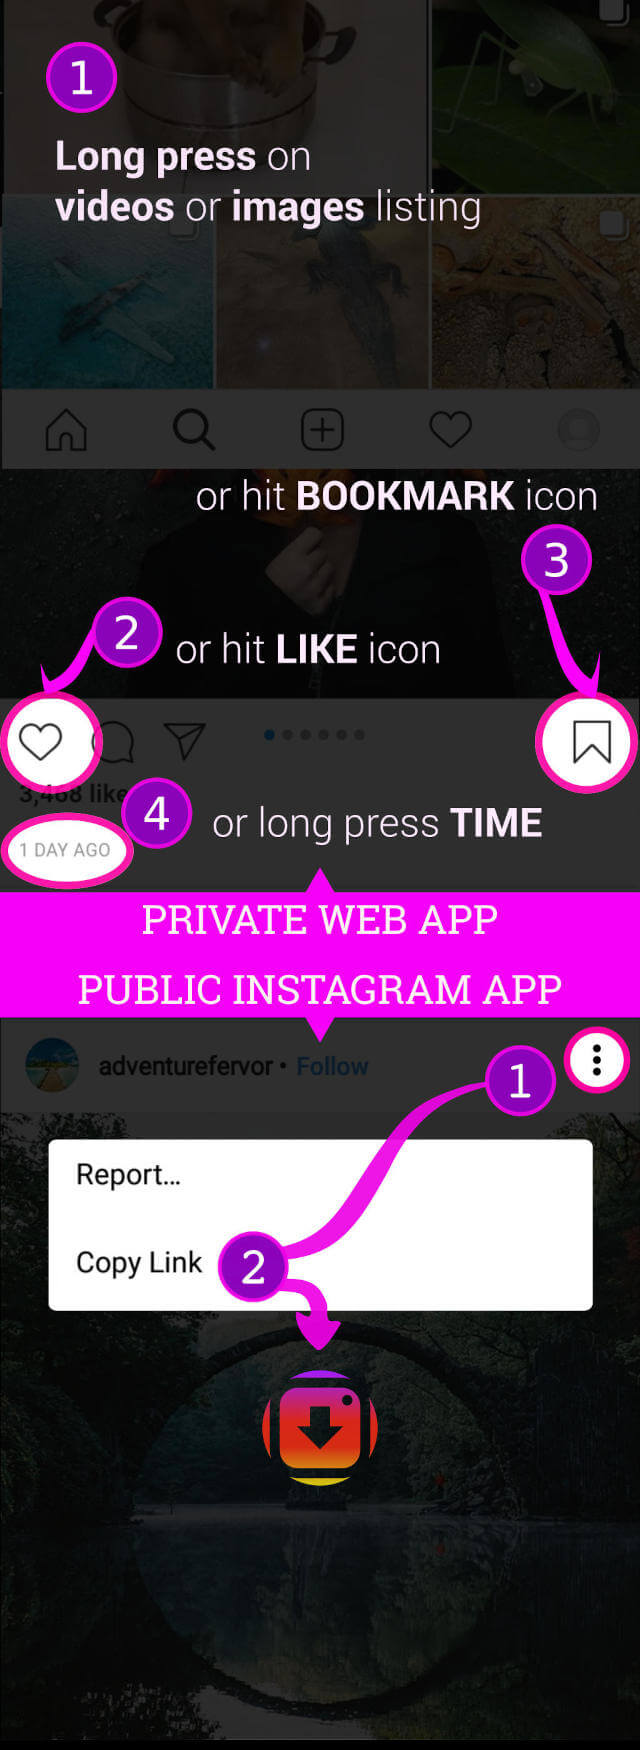 1
Long press on
videos or images listing
or hit BOOKMARK icon
3
2
or hit LIKE icon
3,468 like
4
or long press TIME
1 DAY AGO
PRIVATE WEB APP
PUBLIC INSTAGRAM APP
adventurefervor • Follow
1
Report...
Copy Link
2